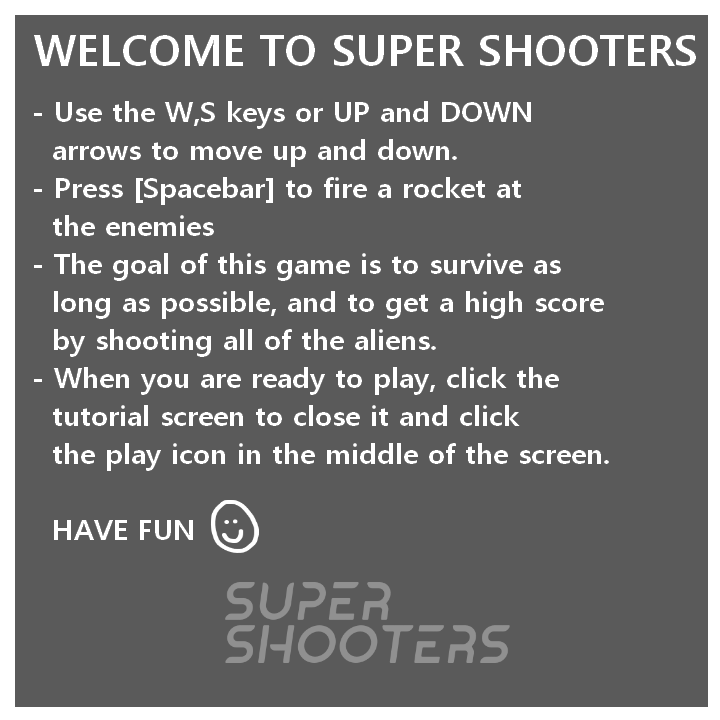 WELCOME TO SUPER SHOOTERS
- Use the W,S keys or UP and DOWN
arrows to move up and down.
- Press [Spacebar] to fire a rocket at
the enemies
- The goal of this game is to survive as
long as possible, and to get a high score
by shooting all of the aliens.
- When you are ready to play, click the
tutorial screen to close it and click
the play icon in the middle of the screen.
HAVE FUN
SUPER
SHOOTERS